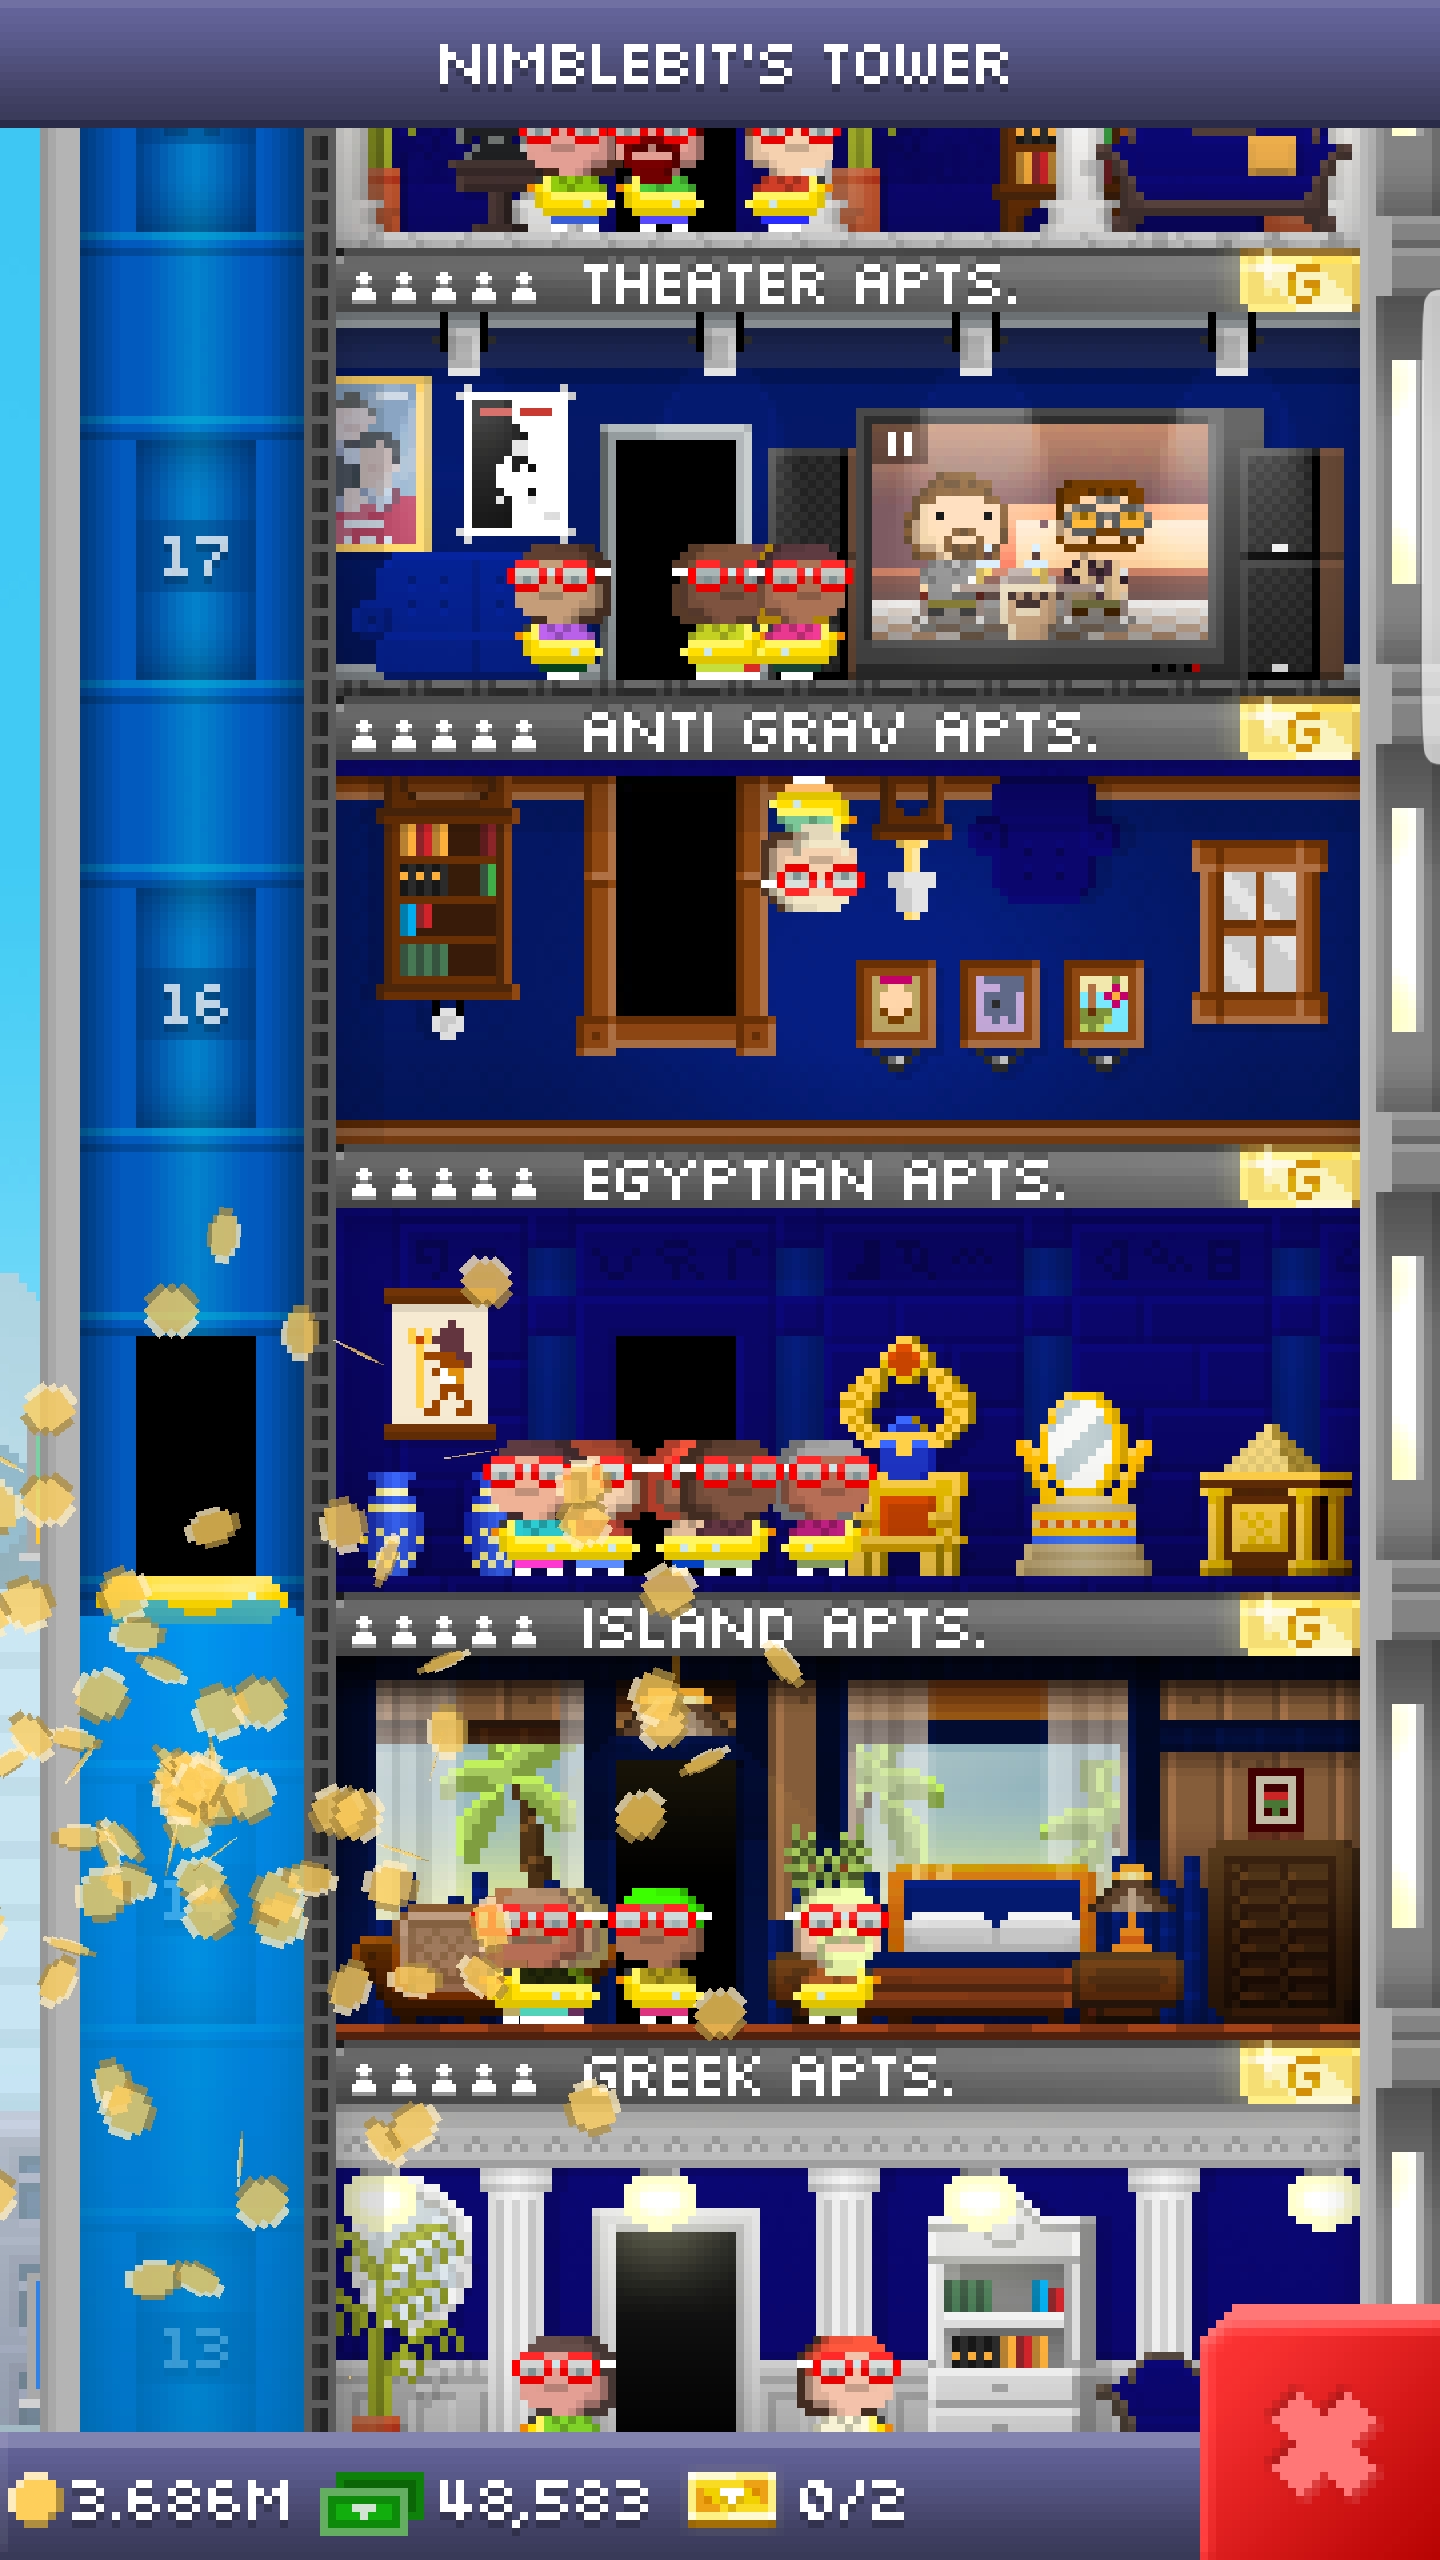 NIMBLEBIT'S TOWER
THEATER APTS. G
17
ANTI GRAV APTS. G
16
EGYPTIAN APTS. G
ISLAND APTS. G
GREEK APTS. G
13
3.686M 48,583 0/2